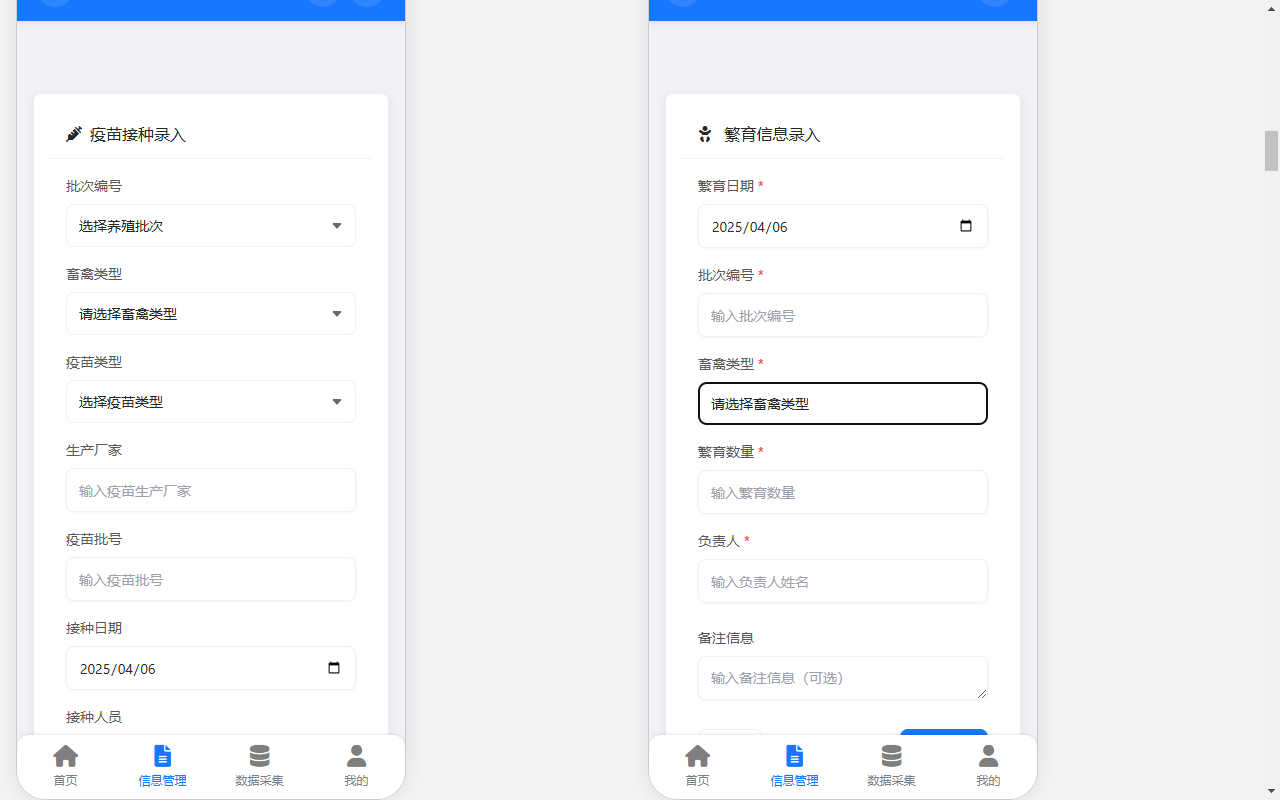 疫苗接种录入
批次编号
选择养殖批次
畜禽类型
请选择畜禽类型
疫苗类型
选择疫苗类型
生产厂家
输入疫苗生产厂家
疫苗批号
输入疫苗批号
接种日期
2025/04/06
接种人员
首页
信息管理
数据采集
我的
繁育信息录入
繁育日期 *
2025/04/06
批次编号 *
输入批次编号
畜禽类型 *
请选择畜禽类型
繁育数量 *
输入繁育数量
负责人 *
输入负责人姓名
备注信息
输入备注信息（可选）
首页
信息管理
数据采集
我的